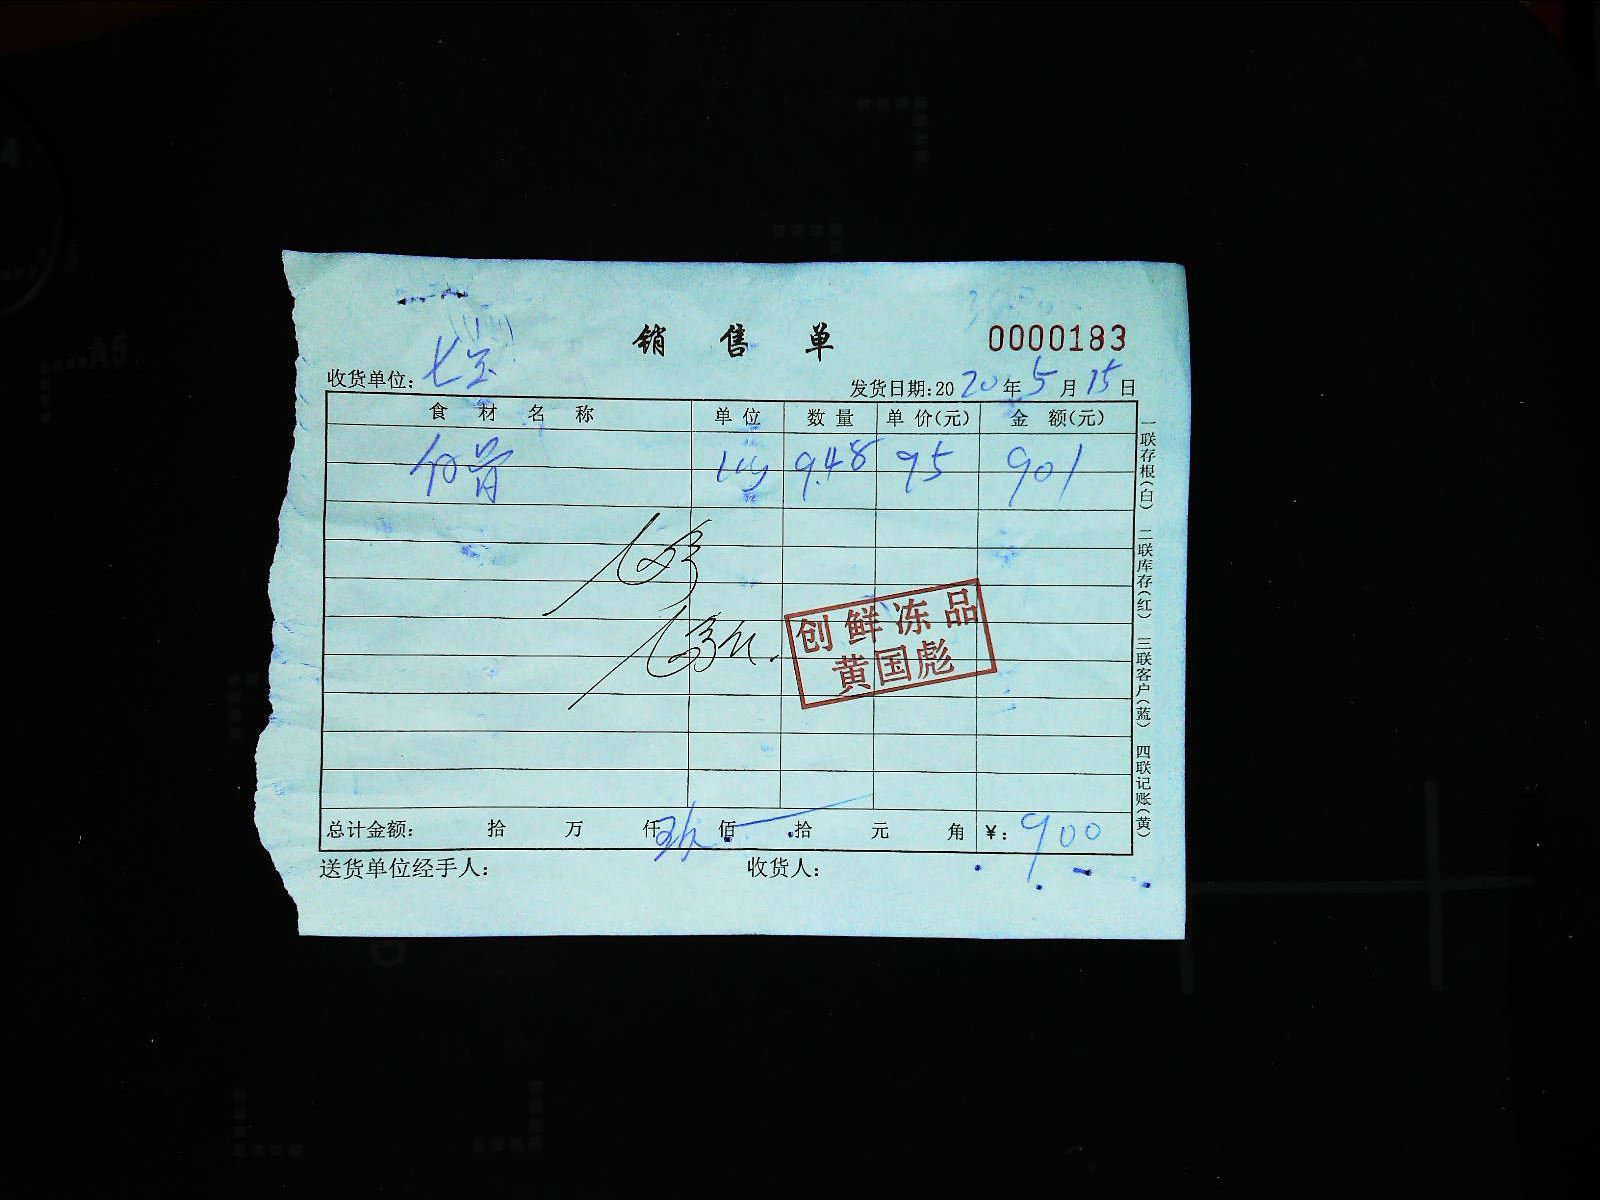 销售单
0000183
收货单位：七宝
发货日期：2020年5月15日
食材名称 单位 数量 单价(元) 金额(元)
kg 9.48 95 901
创鲜冻品
黄国彪
总计金额： 拾 万 仟 玖佰 拾 元 角 ¥：900
送货单位经手人： 收货人：
一联存根(白) 二联库存(红) 三联客户(蓝) 四联记账(黄)